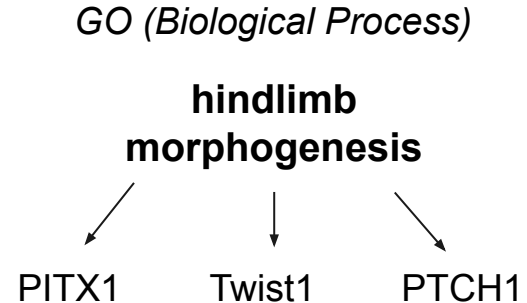 GO (Biological Process)
hindlimb
morphogenesis
PITX1 Twist1 PTCH1